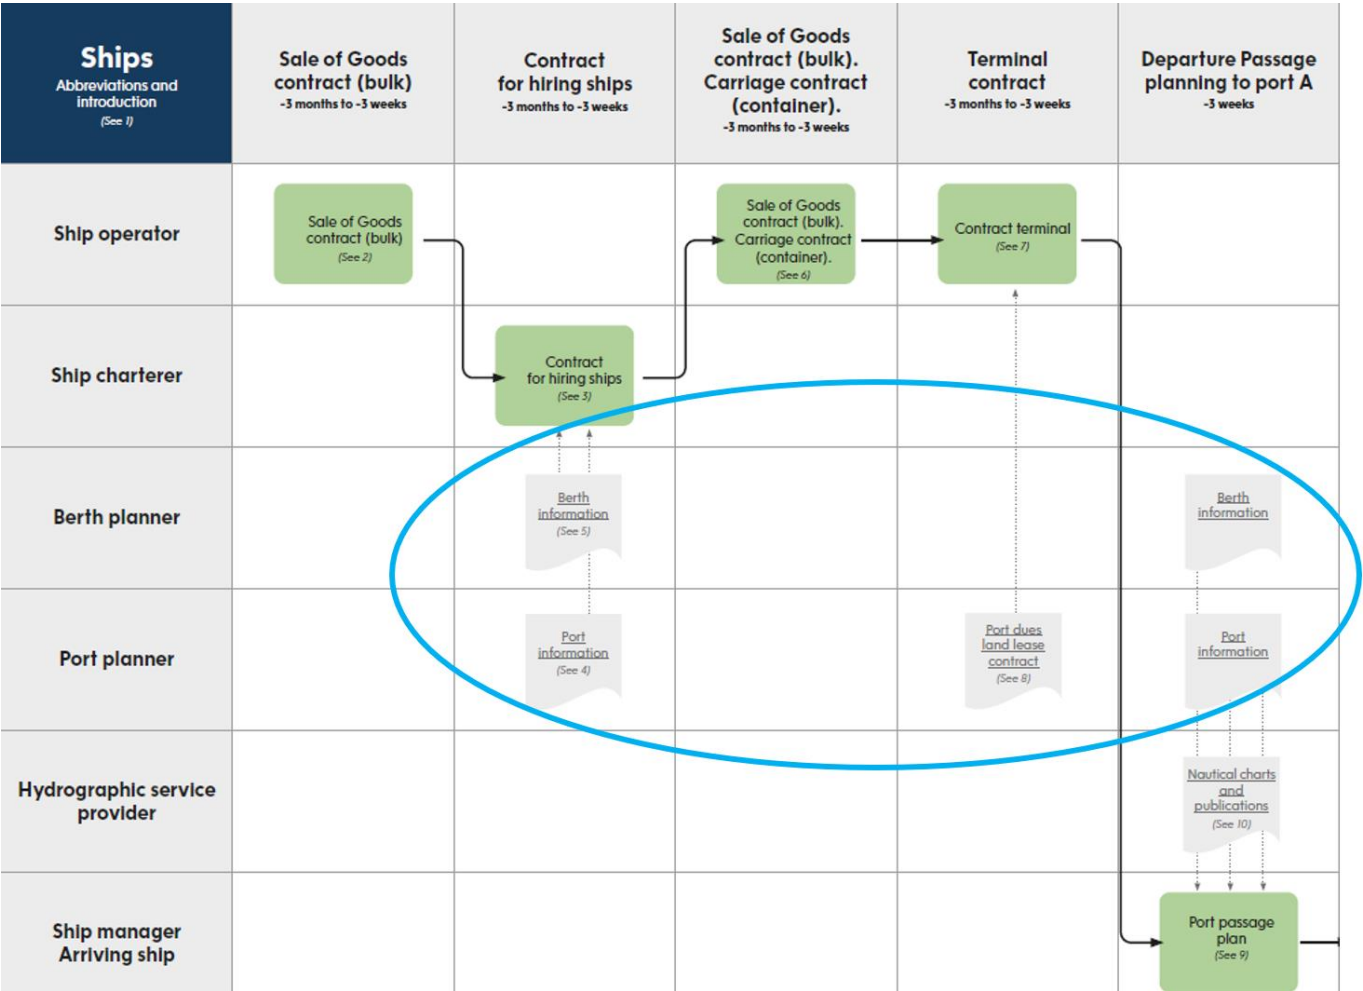 Ships
Abbreviations and
introduction
(See 1)
Sale of Goods
contract (bulk)
-3 months to -3 weeks
Contract
for hiring ships
-3 months to -3 weeks
Sale of Goods
contract (bulk).
Carriage contract
(container).
-3 months to -3 weeks
Terminal
contract
-3 months to -3 weeks
Departure Passage
planning to port A
-3 weeks
Ship operator
Sale of Goods
contract (bulk)
(See 2)
Sale of Goods
contract (bulk).
Carriage contract
(container).
(See 6)
Contract terminal
(See 7)
Ship charterer
Contract
for hiring ships
(See 3)
Berth planner
Berth
information
(See 5)
Berth
information
Port planner
Port
information
(See 4)
Port dues
land lease
contract
(See 8)
Port
information
Hydrographic service
provider
Nautical charts
and
publications
(See 10)
Ship manager
Arriving ship
Port passage
plan
(See 9)